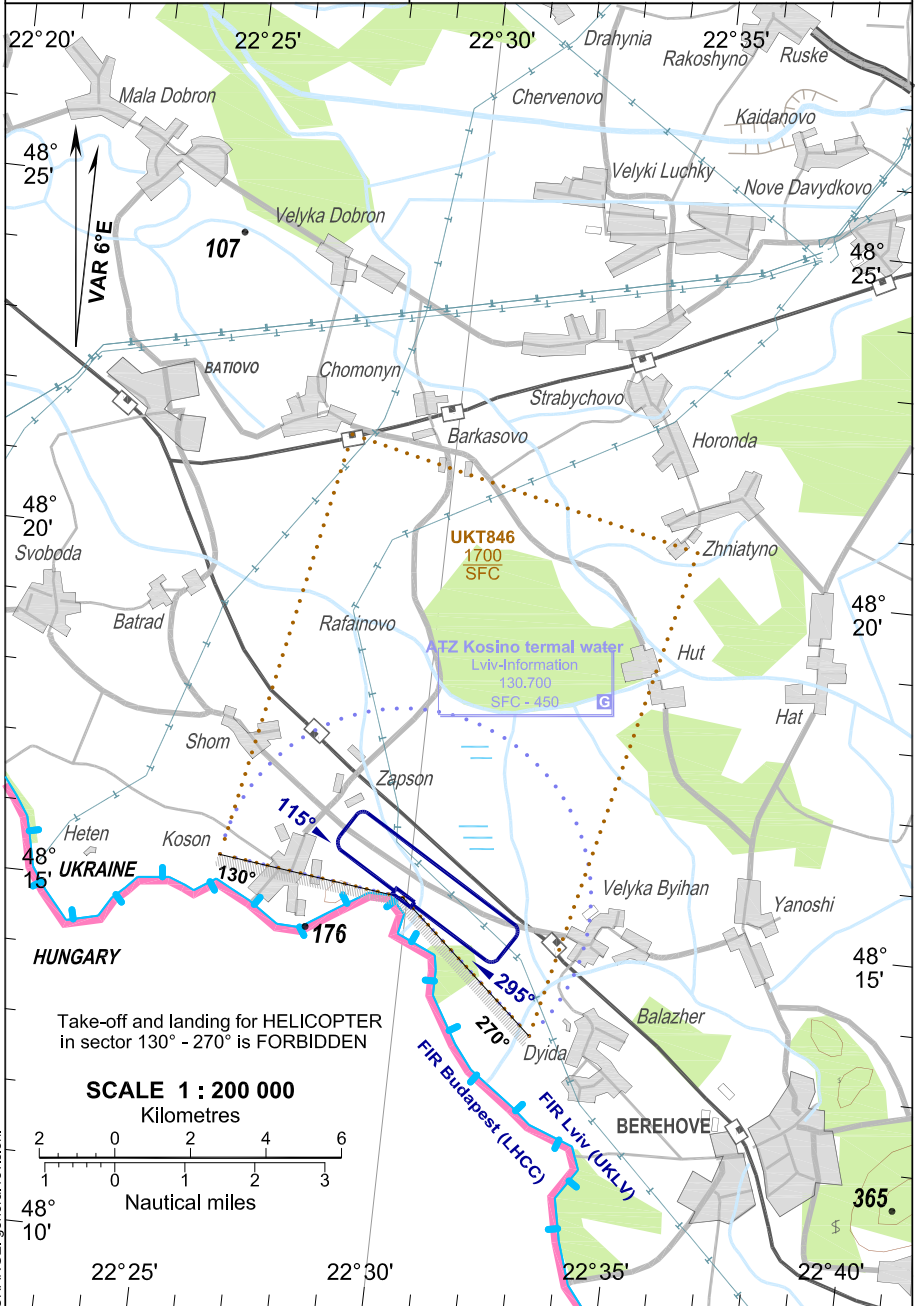 22°20'
22°25'
22°30'
22°35'
Drahynia
Rakoshyno
Ruske
Mala Dobron
Chervenovo
Kaidanovo
48°
25'
Velyki Luchky
Nove Davydkovo
VAR 6°E
Velyka Dobron
107
48°
25'
BATIOVO
Chomonyn
Strabychovo
Barkasovo
Horonda
48°
20'
Svoboda
UKT846
1700
SFC
Zhniatyno
Batrad
Rafainovo
48°
20'
ATZ Kosino termal water
Lviv-Information
130.700
SFC - 450
G
Hut
Hat
Shom
Zapson
115°
Heten
Koson
48°
15'
UKRAINE
130°
Velyka Byihan
Yanoshi
176
HUNGARY
48°
15'
295°
270°
Balazher
Dyida
Take-off and landing for HELICOPTER
in sector 130° - 270° is FORBIDDEN
FIR Budapest (LHCC)
FIR Lviv (UKLV)
SCALE 1 : 200 000
Kilometres
2 0 2 4 6
1 0 1 2 3
Nautical miles
BEREHOVE
365
48°
10'
22°25'
22°30'
22°35'
22°40'